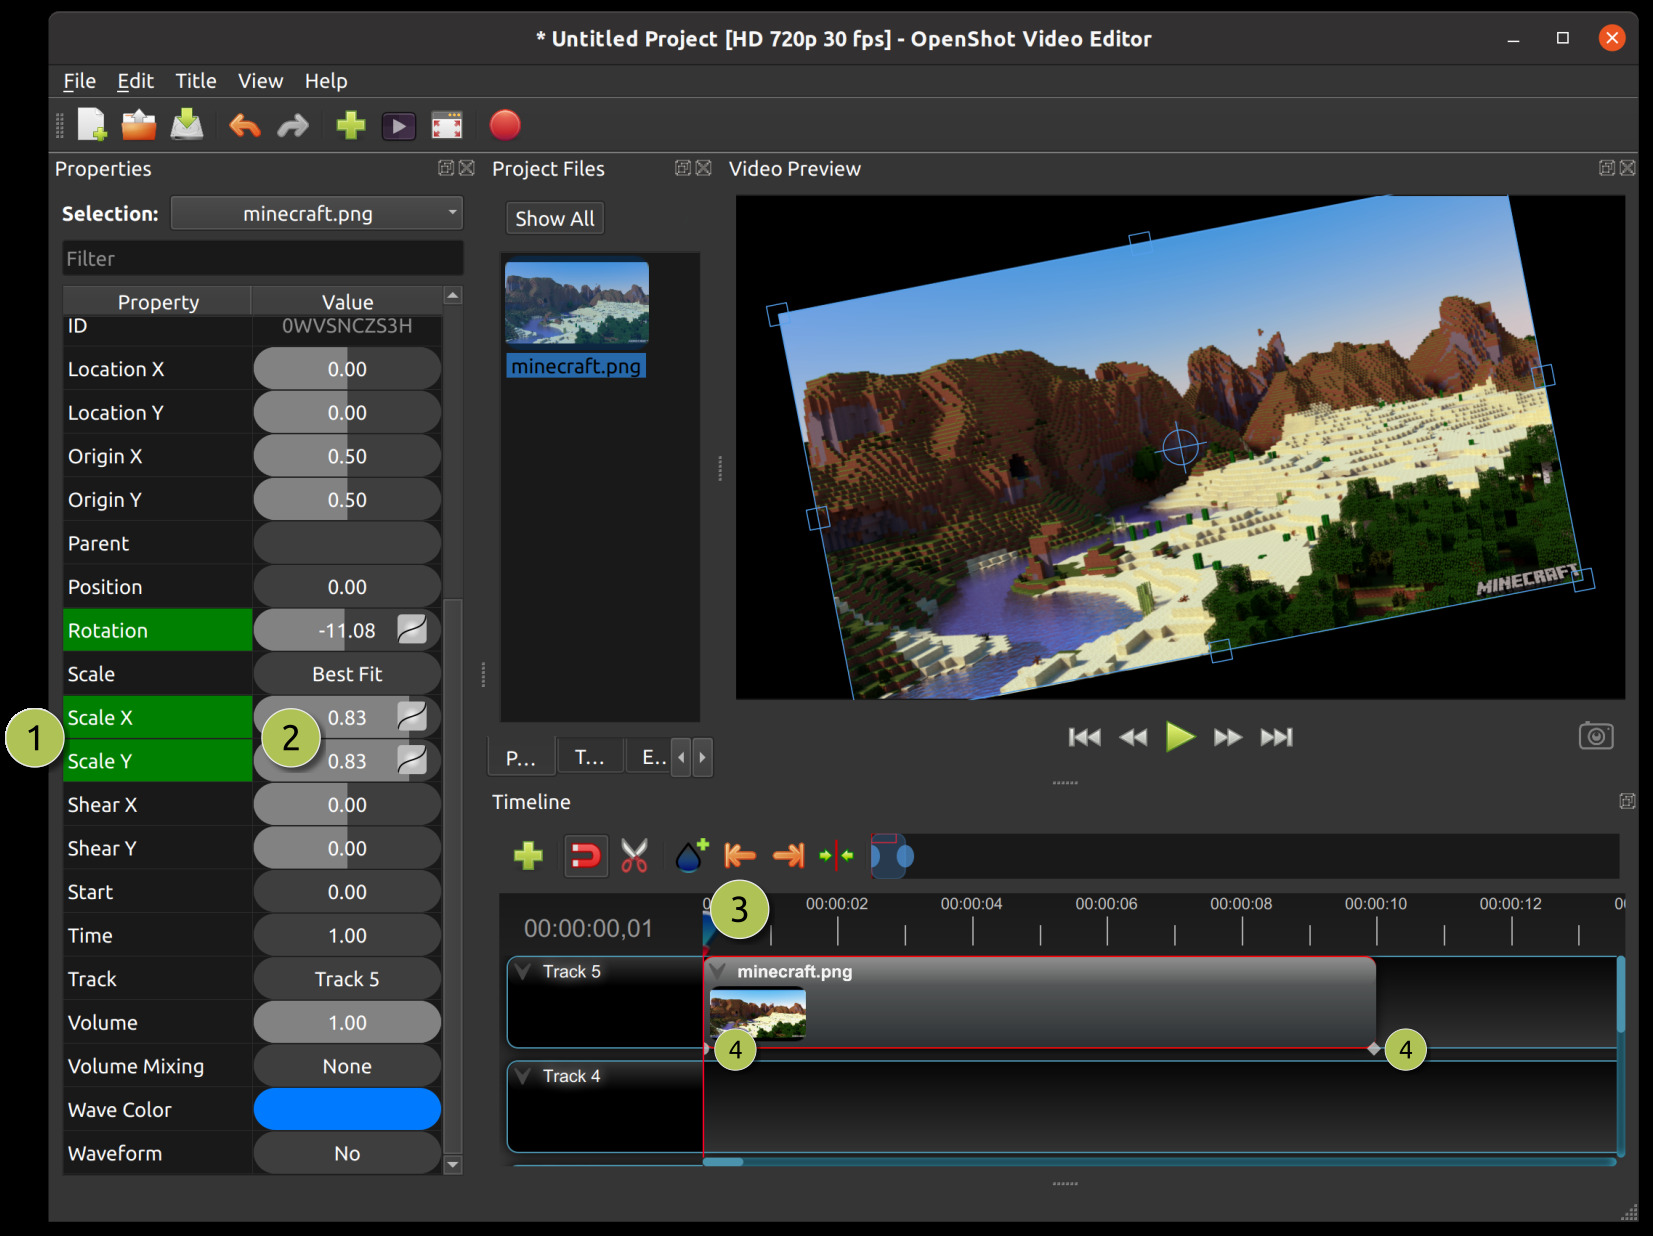 * Untitled Project [HD 720p 30 fps] - OpenShot Video Editor
File Edit Title View Help
Properties
Selection: minecraft.png
Filter
Property Value
ID 0WVSNCZS3H
Location X 0.00
Location Y 0.00
Origin X 0.50
Origin Y 0.50
Parent
Position 0.00
Rotation -11.08
Scale Best Fit
Scale X 0.83
Scale Y 0.83
1
2
Shear X 0.00
Shear Y 0.00
Start 0.00
Time 1.00
Track Track 5
Volume 1.00
Volume Mixing None
Wave Color
Waveform No
Project Files
Show All
minecraft.png
P... T... E..
Video Preview
MINECRAFT
Timeline
3
00:00:00,01
00:00:02 00:00:04 00:00:06 00:00:08 00:00:10 00:00:12
Track 5
minecraft.png
4
4
Track 4